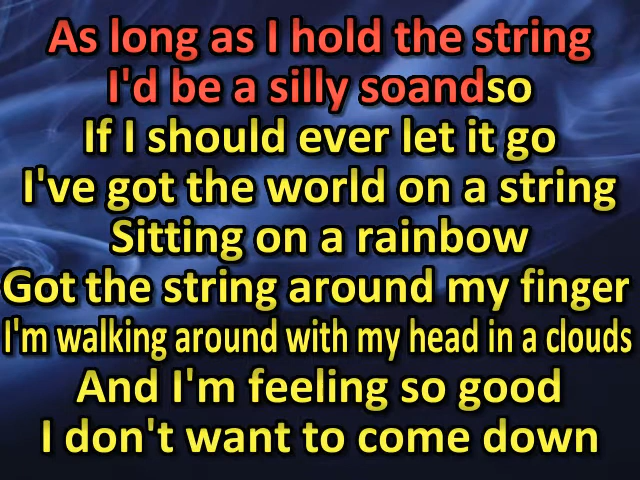 As long as I hold the string
I'd be a silly soandso
If I should ever let it go
I've got the world on a string
Sitting on a rainbow
Got the string around my finger
I'm walking around with my head in a clouds
And I'm feeling so good
I don't want to come down